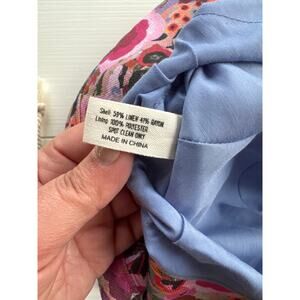 Shell: 59% LINEN 41% RAYON
Lining: 100% POLYESTER
SPOT CLEAN ONLY
MADE IN CHINA